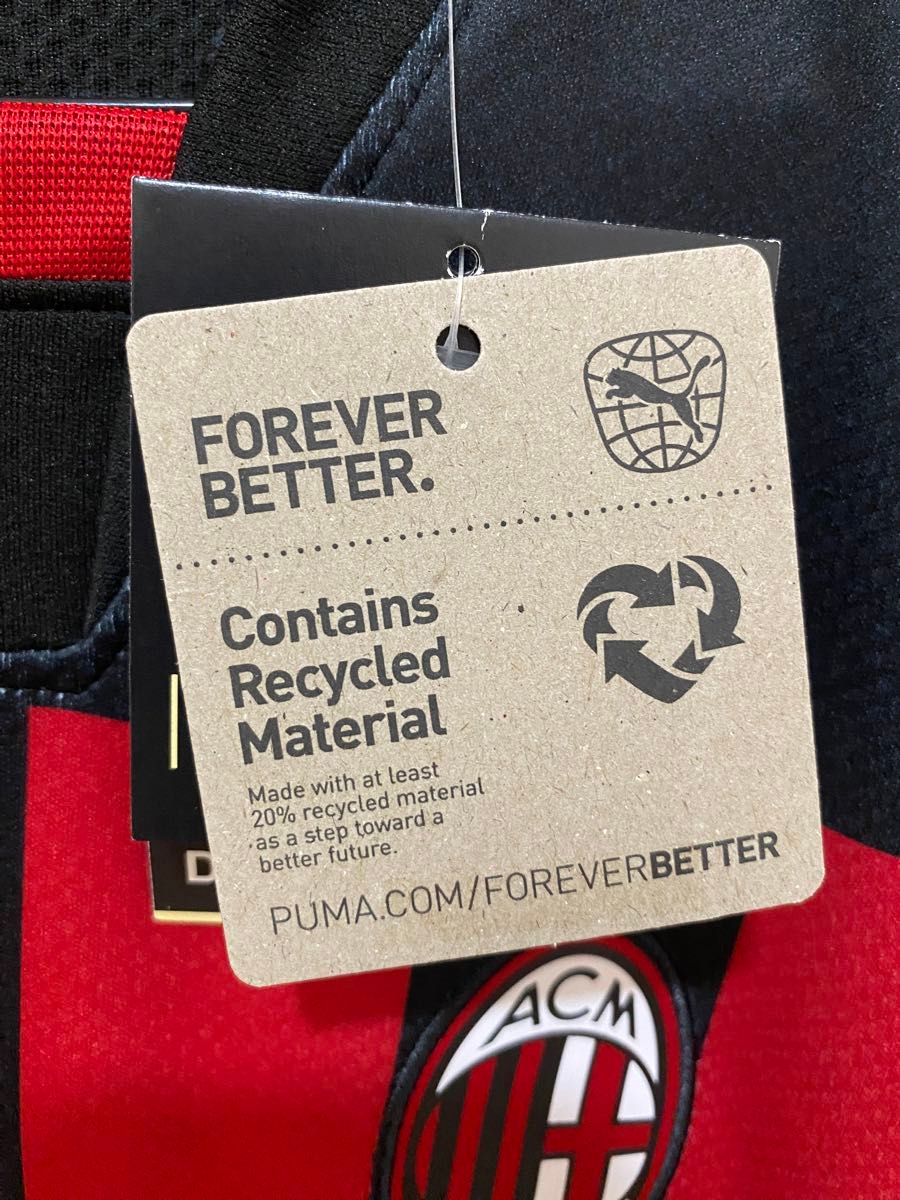 FOREVER
BETTER.
Contains
Recycled
Material
Made with at least
20% recycled material
as a step toward a
better future.
PUMA.COM/FOREVERBETTER
D
ACM